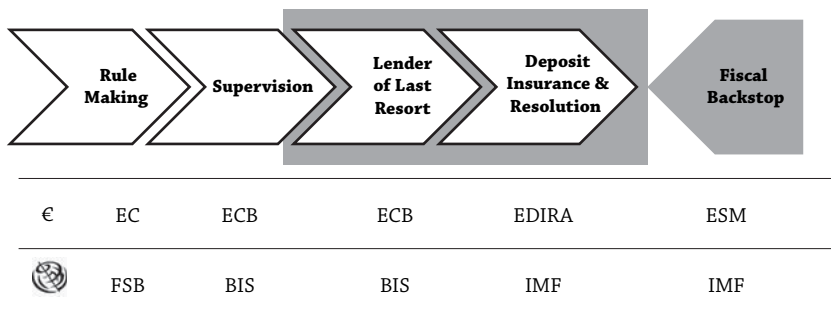 Rule
Making
Supervision
Lender
of Last
Resort
Deposit
Insurance &
Resolution
Fiscal
Backstop
€ EC ECB ECB EDIRA ESM
FSB BIS BIS IMF IMF